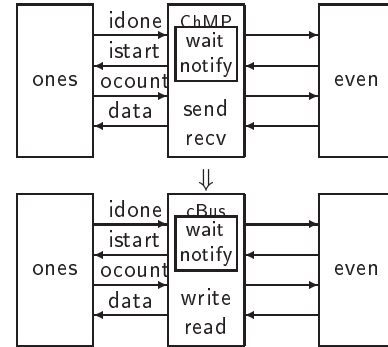 idone ChMP
istart wait
ones notify even
ocount
data send
recv
⇓
idone cBus
istart wait
ones notify even
ocount
data write
read